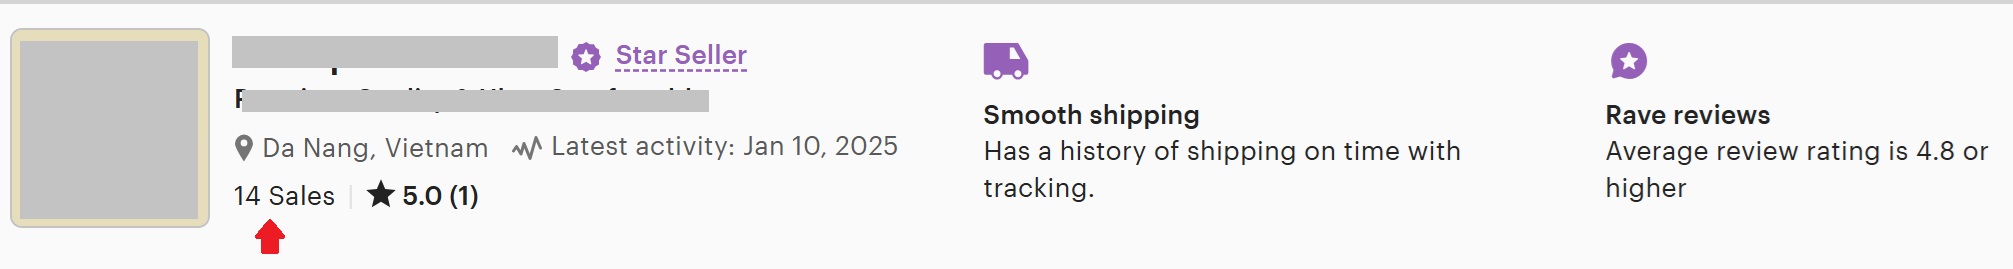 Star Seller
Da Nang, Vietnam Latest activity: Jan 10, 2025
14 Sales | 5.0 (1)
Smooth shipping
Has a history of shipping on time with
tracking.
Rave reviews
Average review rating is 4.8 or
higher